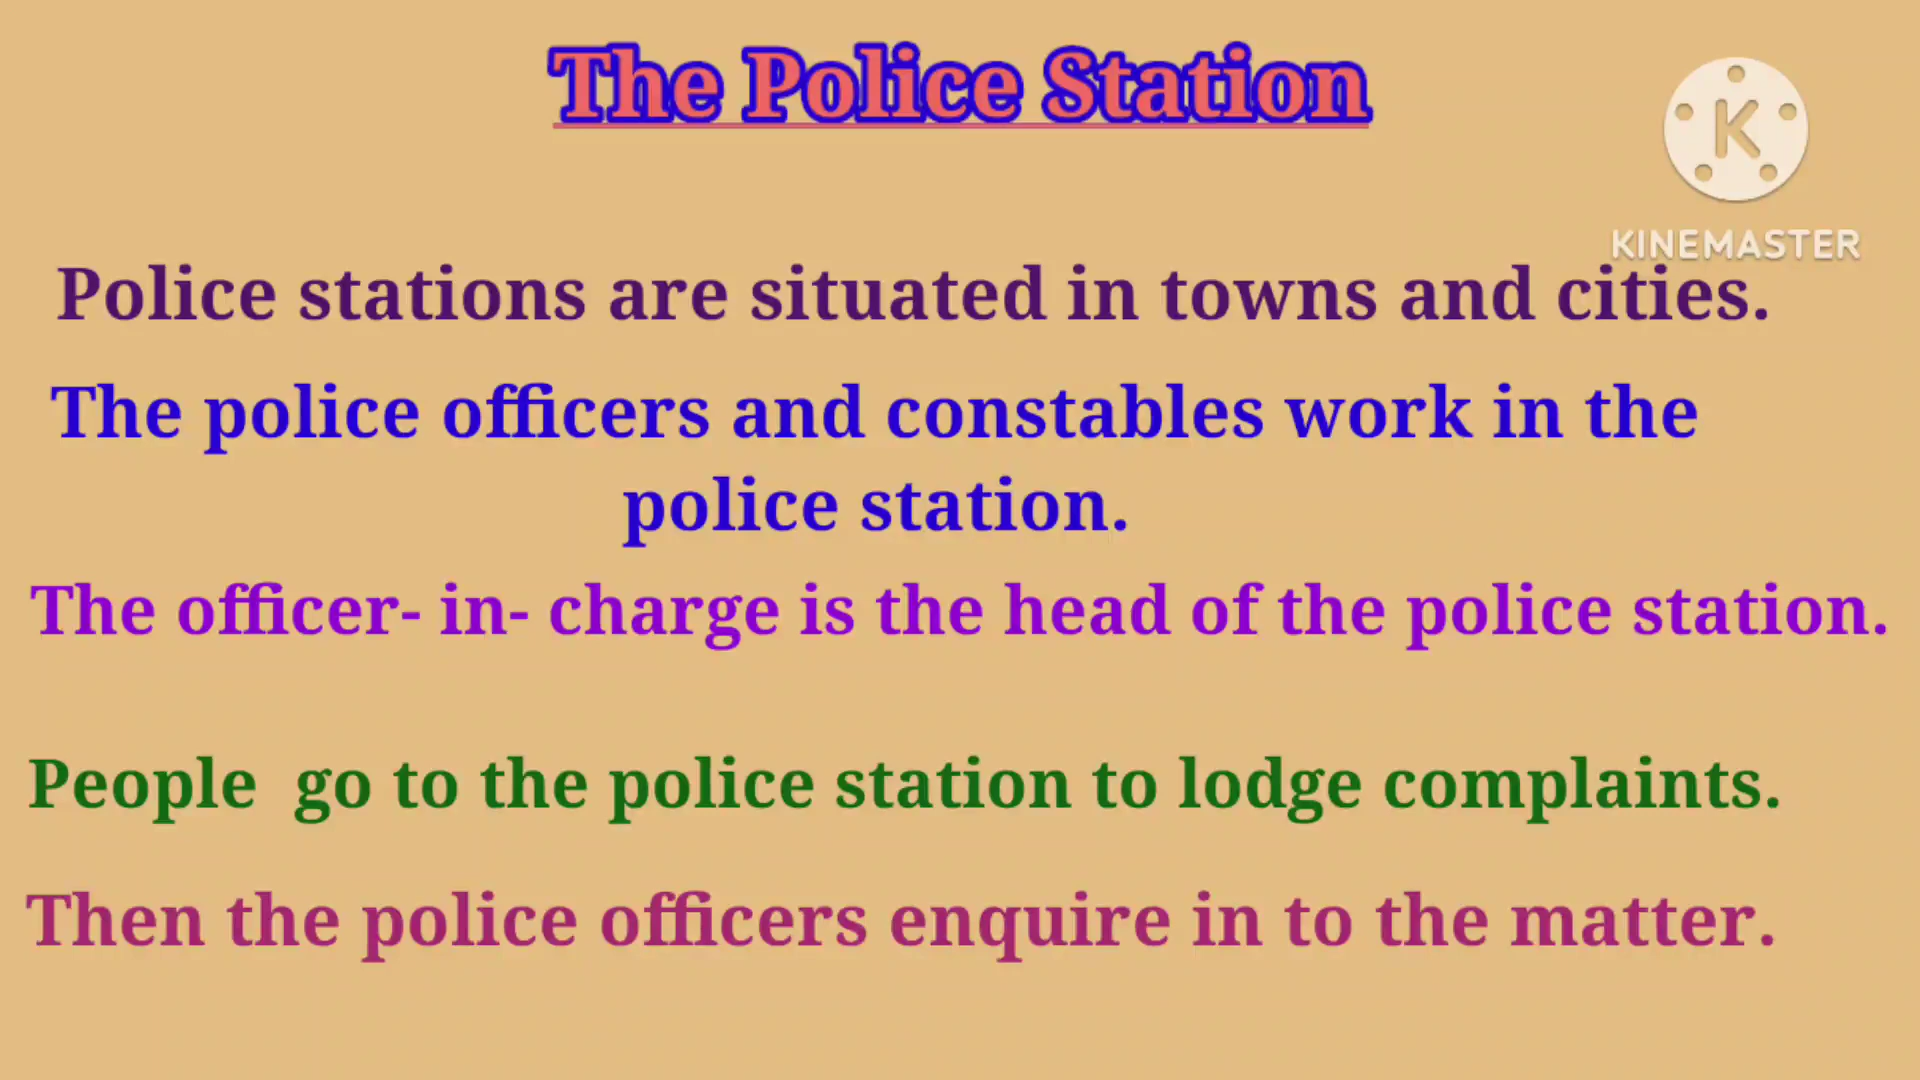 The Police Station
K
KINEMASTER
Police stations are situated in towns and cities.
The police officers and constables work in the
police station.
The officer- in- charge is the head of the police station.
People  go to the police station to lodge complaints.
Then the police officers enquire in to the matter.